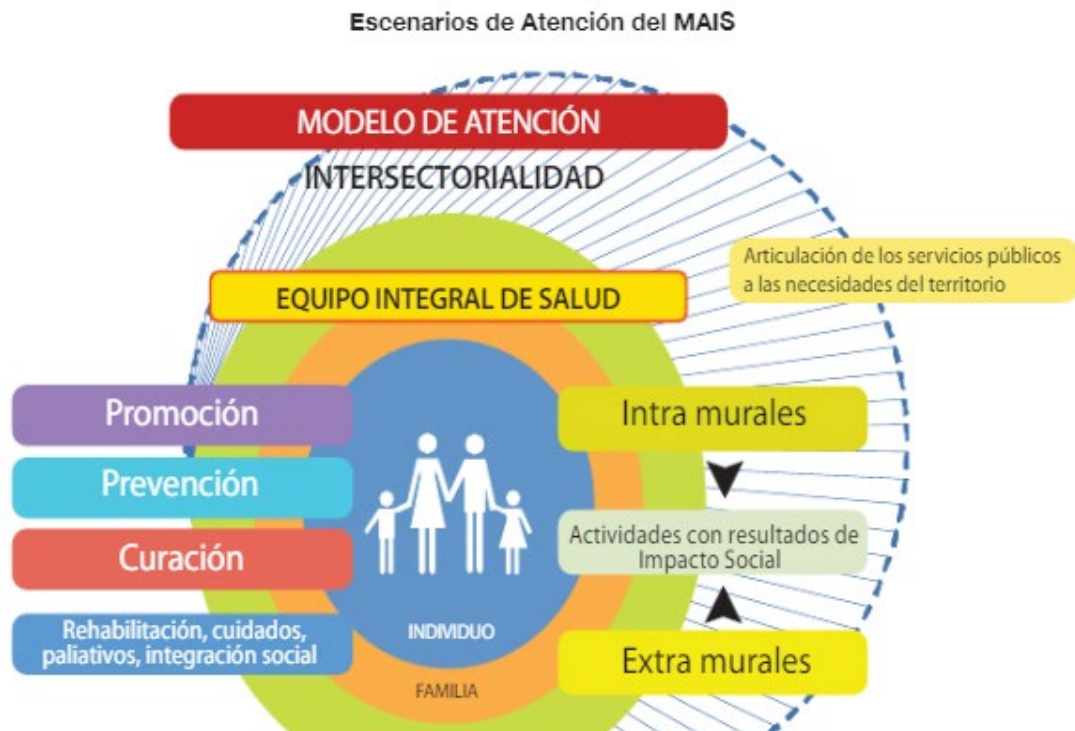 Escenarios de Atención del MAIS
MODELO DE ATENCIÓN
INTERSECTORIALIDAD
Articulación de los servicios públicos
a las necesidades del territorio
EQUIPO INTEGRAL DE SALUD
Promoción
Prevención
Curación
Rehabilitación, cuidados,
paliativos, integración social
Intra murales
Actividades con resultados de
Impacto Social
Extra murales
INDIVIDUO
FAMILIA